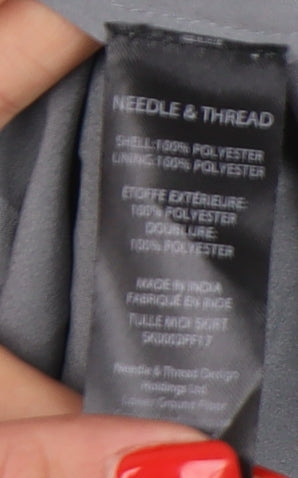 NEEDLE & THREAD
SHELL:100% POLYESTER
LINING:100% POLYESTER
ÉTOFFE EXTÉRIEURE:
100% POLYESTER
DOUBLURE:
100% POLYESTER
MADE IN INDIA
FABRIQUÉ EN INDE
TULLE MIDI SKIRT
Needle & Thread Design
Holdings Ltd
Lower Ground Floor